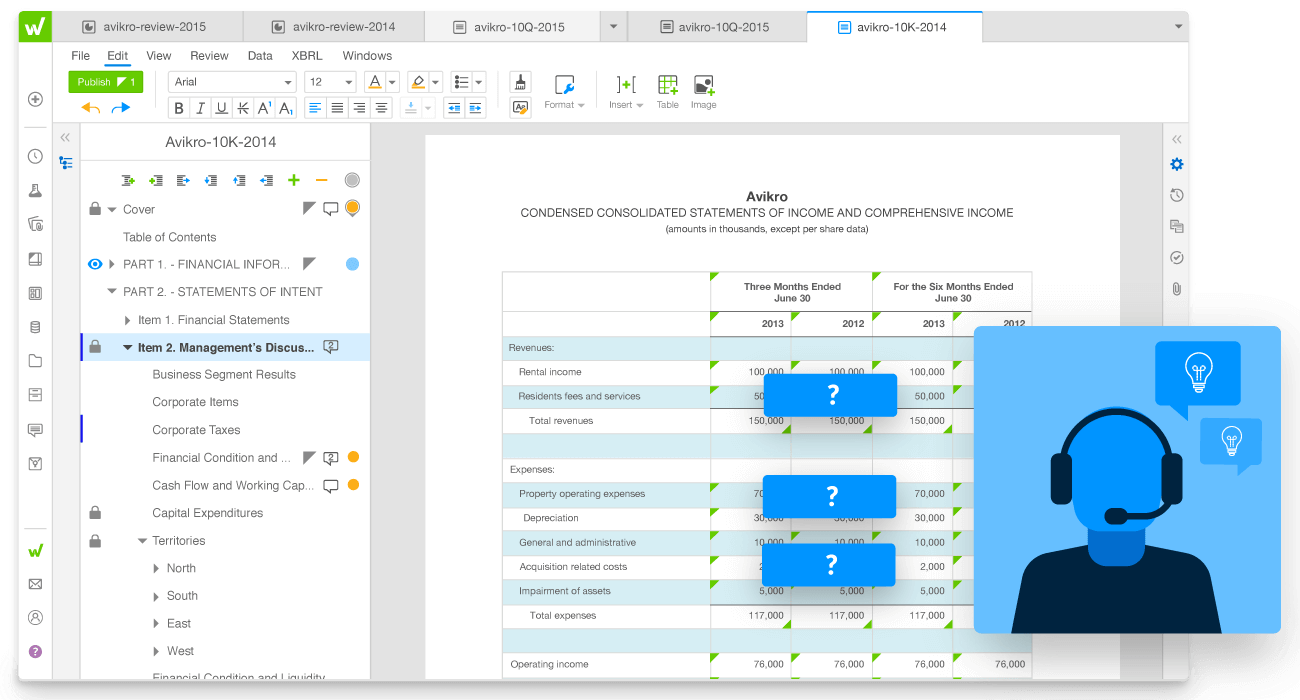 avikro-review-2015
avikro-review-2014
avikro-10Q-2015
avikro-10Q-2015
avikro-10K-2014
File Edit View Review Data XBRL Windows
Publish
Arial
12
Format
Insert
Table
Image
Avikro-10K-2014
Cover
Table of Contents
PART 1. - FINANCIAL INFOR...
PART 2. - STATEMENTS OF INTENT
Item 1. Financial Statements
Item 2. Management's Discus...
Business Segment Results
Corporate Items
Corporate Taxes
Financial Condition and ...
Cash Flow and Working Cap...
Capital Expenditures
Territories
North
South
East
West
Financial Condition and Liquidity
Avikro
CONDENSED CONSOLIDATED STATEMENTS OF INCOME AND COMPREHENSIVE INCOME
(amounts in thousands, except per share data)
Three Months Ended
June 30
For the Six Months Ended
June 30
2013 2012 2013 2012
Revenues:
Rental income 100,000 100,000 100,000
Residents fees and services 50,000
?
Total revenues 150,000 150,000 150,000
Expenses:
Property operating expenses 70,000
?
Depreciation 30,000 30,000 30,000
General and administrative 10,000 10,000 10,000
Acquisition related costs 2,000
?
Impairment of assets 5,000 5,000 5,000
Total expenses 117,000 117,000 117,000
Operating income 76,000 76,000 76,000 76,000